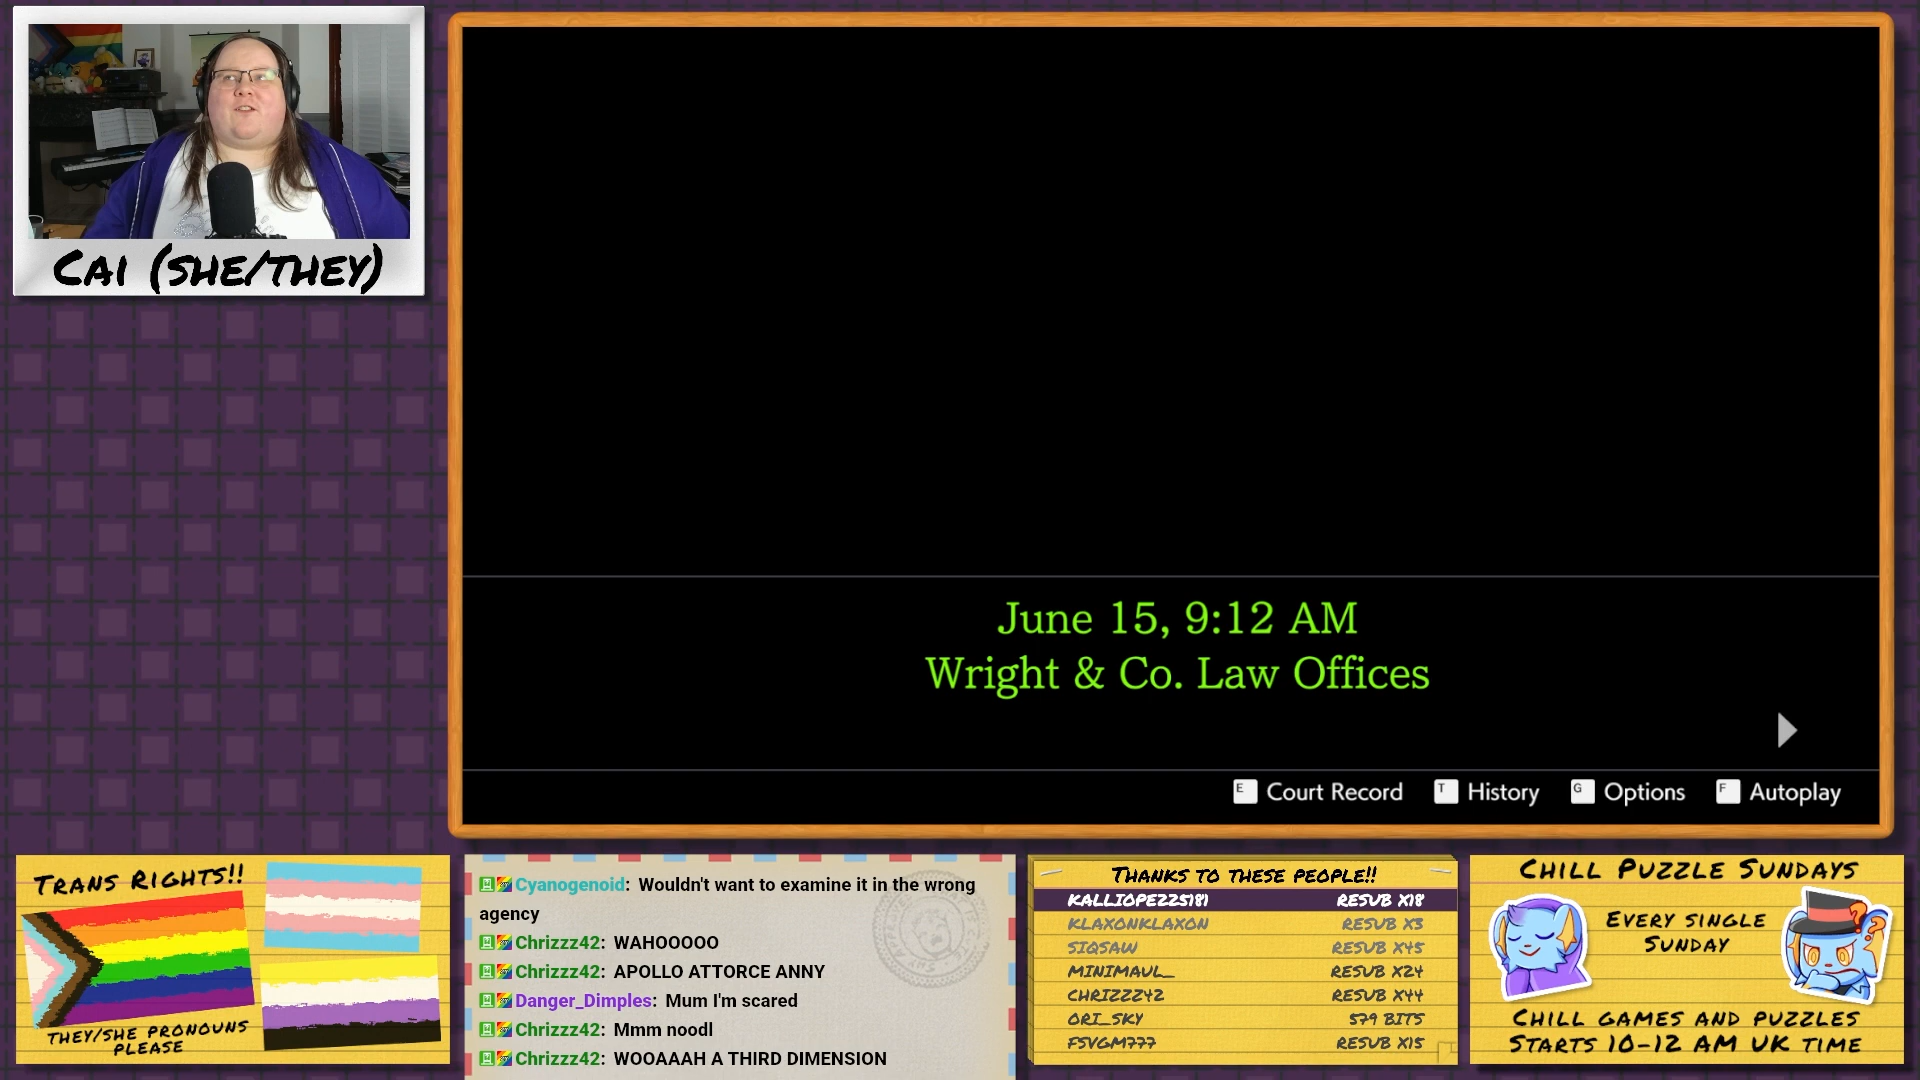 Cai (she/they)
June 15, 9:12 AM
Wright & Co. Law Offices
E Court Record T History G Options F Autoplay
Trans Rights!!
They/she pronouns
please
Cyanogenoid: Wouldn't want to examine it in the wrong
agency
Chrizzz42: WAHOOOOO
Chrizzz42: APOLLO ATTORCE ANNY
Danger_Dimples: Mum I'm scared
Chrizzz42: Mmm noodl
Chrizzz42: WOOAAAH A THIRD DIMENSION
Thanks to these people!!
KALLIOPEZZ5181 RESUB X18
KLAXONKLAXON RESUB X3
SIQSAW RESUB X45
MINIMAUL_ RESUB X24
CHRIZZZ42 RESUB X44
ORI_SKY 579 BITS
FSVGM777 RESUB X15
Chill Puzzle Sundays
Every single
Sunday
Chill games and puzzles
Starts 10-12 AM UK time